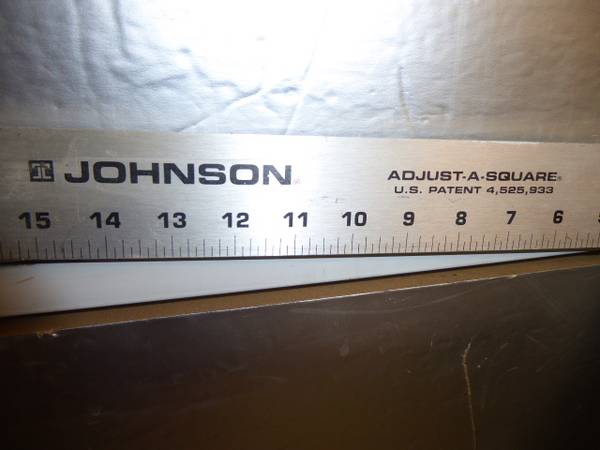 JOHNSON®
ADJUST-A-SQUARE®
U.S. PATENT 4,525,933
15 14 13 12 11 10 9 8 7 6